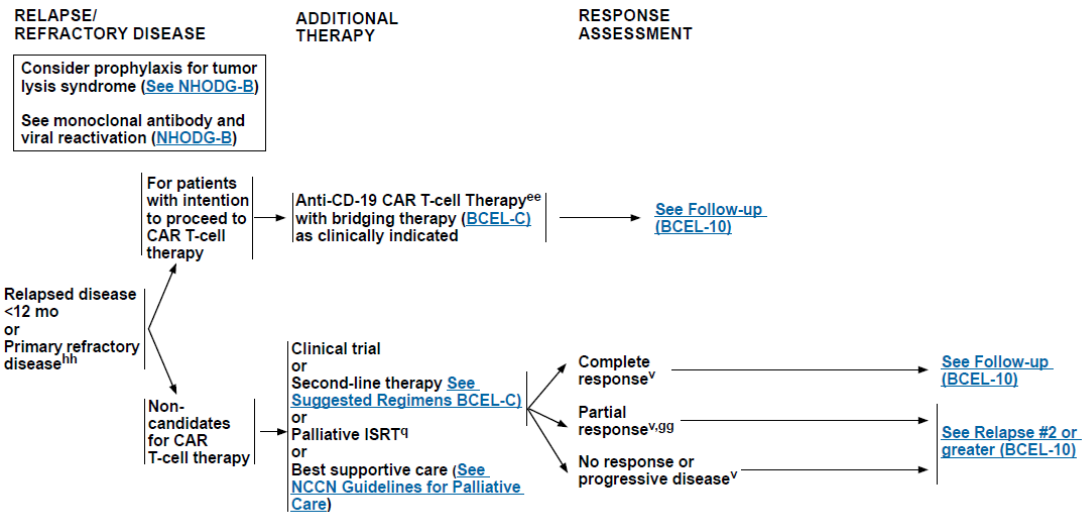 RELAPSE/
REFRACTORY DISEASE
ADDITIONAL
THERAPY
RESPONSE
ASSESSMENT
Consider prophylaxis for tumor
lysis syndrome (See NHODG-B)
See monoclonal antibody and
viral reactivation (NHODG-B)
For patients
with intention
to proceed to
CAR T-cell
therapy
Anti-CD-19 CAR T-cell Therapyee
with bridging therapy (BCEL-C)
as clinically indicated
See Follow-up
(BCEL-10)
Relapsed disease
<12 mo
or
Primary refractory
diseasehh
Non-
candidates
for CAR
T-cell therapy
Clinical trial
or
Second-line therapy See
Suggested Regimens BCEL-C)
or
Palliative ISRTq
or
Best supportive care (See
NCCN Guidelines for Palliative
Care)
Complete
responsev
See Follow-up
(BCEL-10)
Partial
responsev,gg
No response or
progressive diseasev
See Relapse #2 or
greater (BCEL-10)